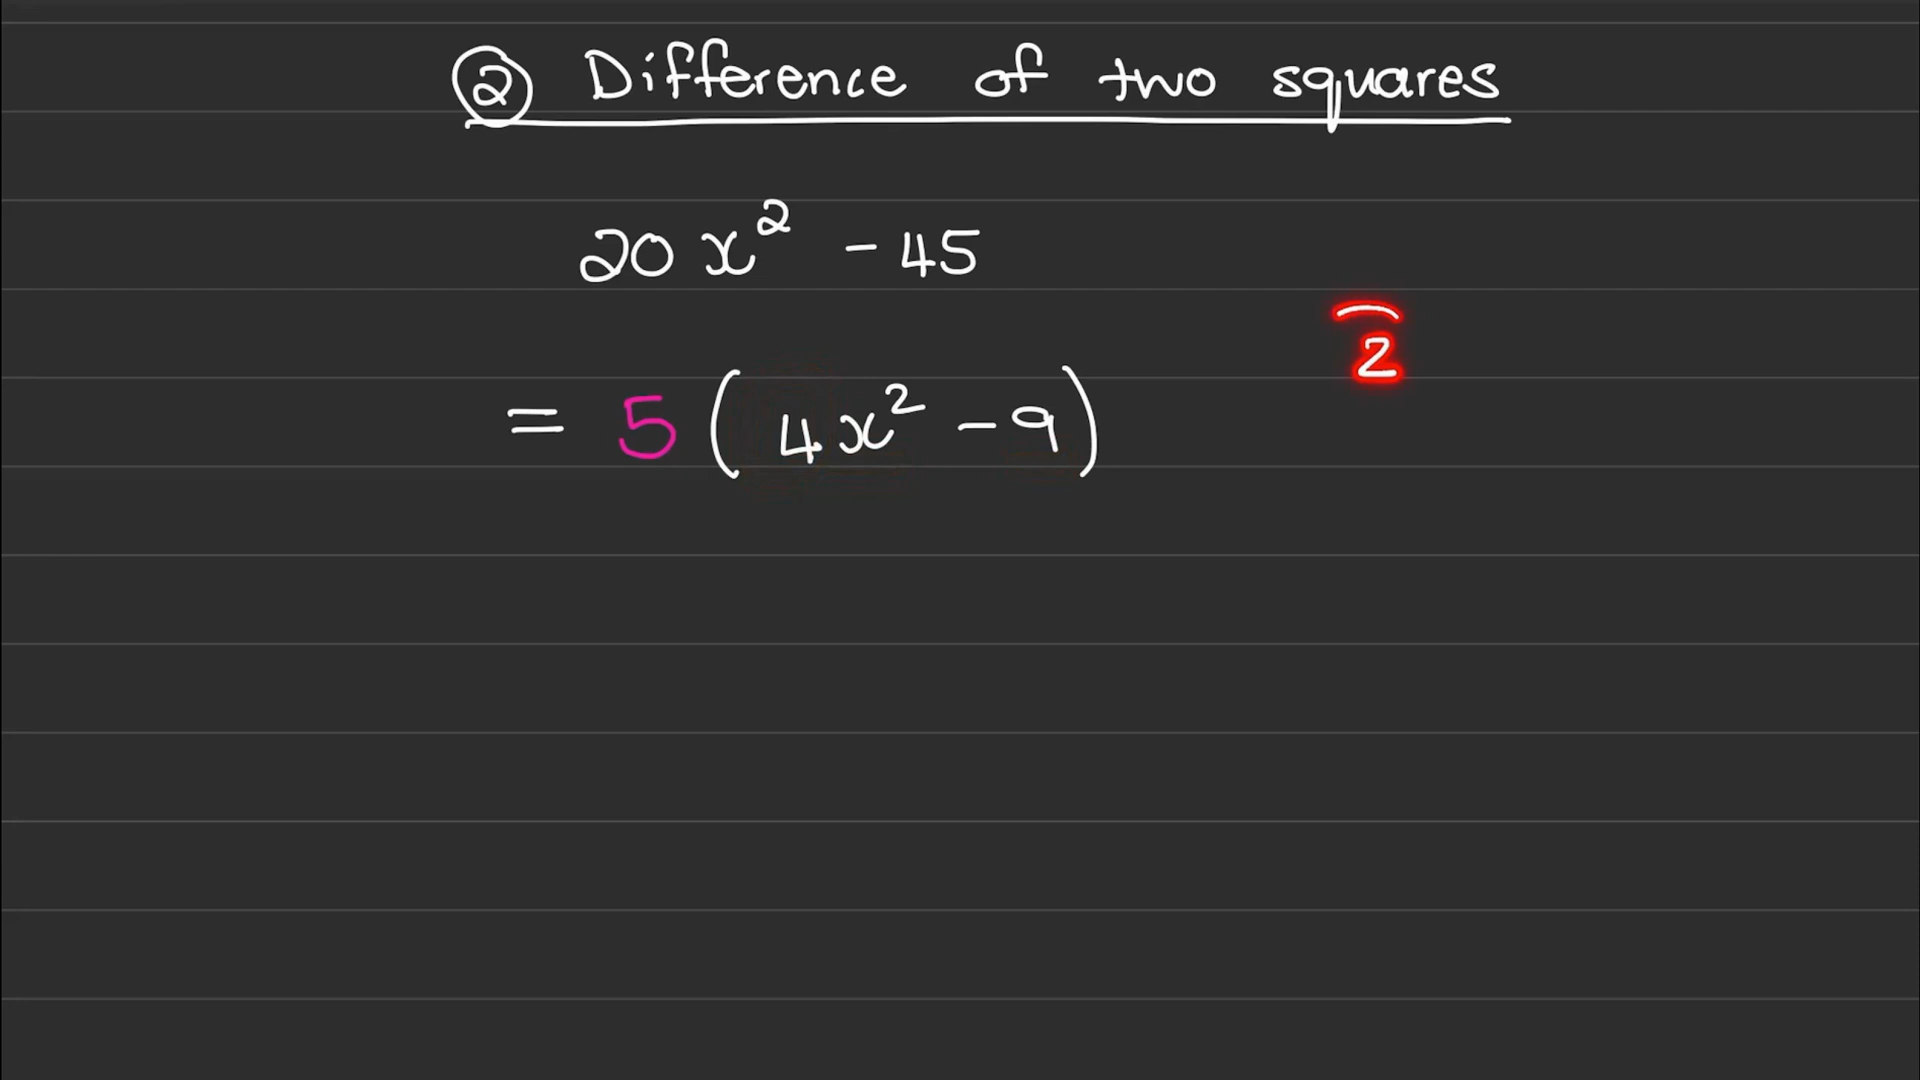 ② Difference of two squares
20x² - 45
2
= 5 (4x² - 9)